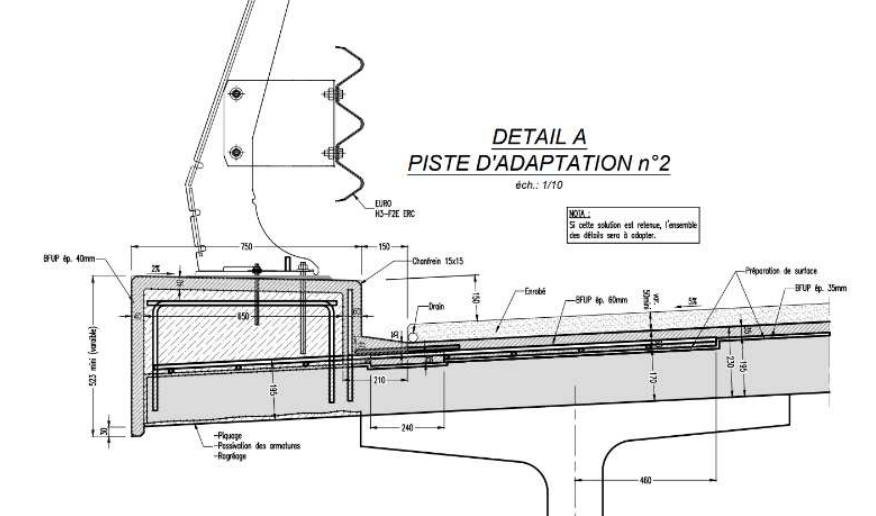 DETAIL A
PISTE D'ADAPTATION n°2
éch.: 1/10
EURO
H3-F2E ERC
NOTA :
Si cette solution est retenue, l'ensemble
des détails sera à adapter.
750
150
BFUP ép. 40mm
2%
Chanfrein 15x15
Préparation de surface
Enrobé
Drain
BFUP ép. 60mm
5%
BFUP ép. 35mm
150
650
523 mini (variable)
210
195
170
230
195
240
30
-Piquage
-Passivation des armatures
-Ragréage
460